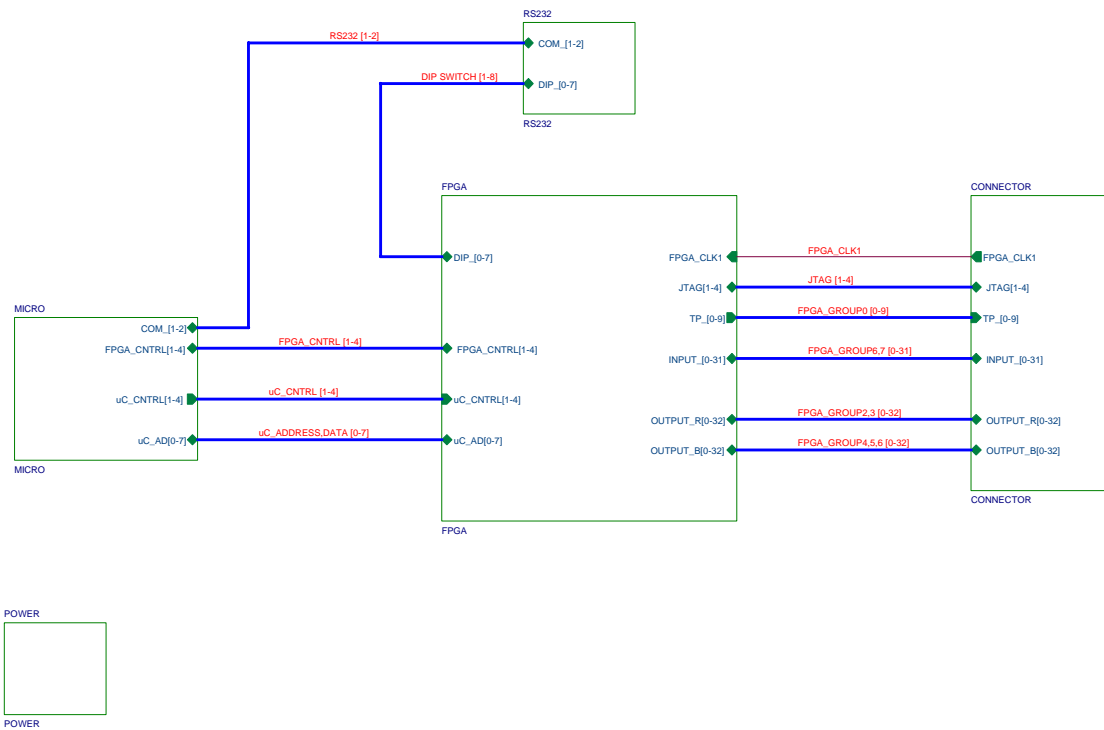 RS232
RS232 [1-2]
COM_[1-2]
DIP SWITCH [1-8]
DIP_[0-7]
RS232
FPGA
CONNECTOR
DIP_[0-7]
FPGA_CLK1
FPGA_CLK1
FPGA_CLK1
JTAG[1-4]
JTAG [1-4]
JTAG[1-4]
TP_[0-9]
FPGA_GROUP0 [0-9]
TP_[0-9]
MICRO
COM_[1-2]
FPGA_CNTRL[1-4]
FPGA_CNTRL [1-4]
FPGA_CNTRL[1-4]
INPUT_[0-31]
FPGA_GROUP6,7 [0-31]
INPUT_[0-31]
uC_CNTRL[1-4]
uC_CNTRL [1-4]
uC_CNTRL[1-4]
OUTPUT_R[0-32]
FPGA_GROUP2,3 [0-32]
OUTPUT_R[0-32]
uC_AD[0-7]
uC_ADDRESS,DATA [0-7]
uC_AD[0-7]
OUTPUT_B[0-32]
FPGA_GROUP4,5,6 [0-32]
OUTPUT_B[0-32]
MICRO
CONNECTOR
FPGA
POWER
POWER